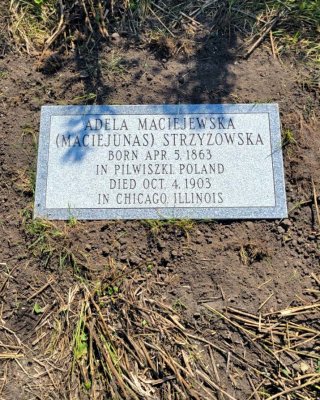 ADELA MACIEJEWSKA
(MACIEJUNAS) STRZYZOWSKA
BORN APR. 5, 1863
IN PILWISZKI, POLAND
DIED OCT. 4, 1903
IN CHICAGO, ILLINOIS